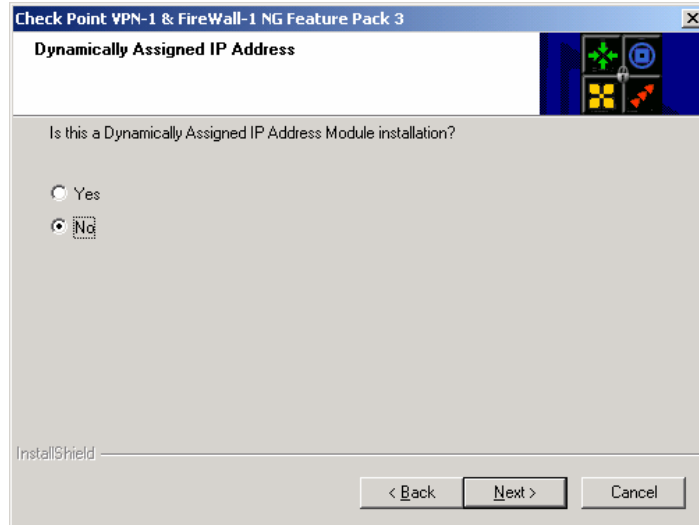 Check Point VPN-1 & FireWall-1 NG Feature Pack 3
Dynamically Assigned IP Address
Is this a Dynamically Assigned IP Address Module installation?
Yes
No
InstallShield
< Back
Next >
Cancel